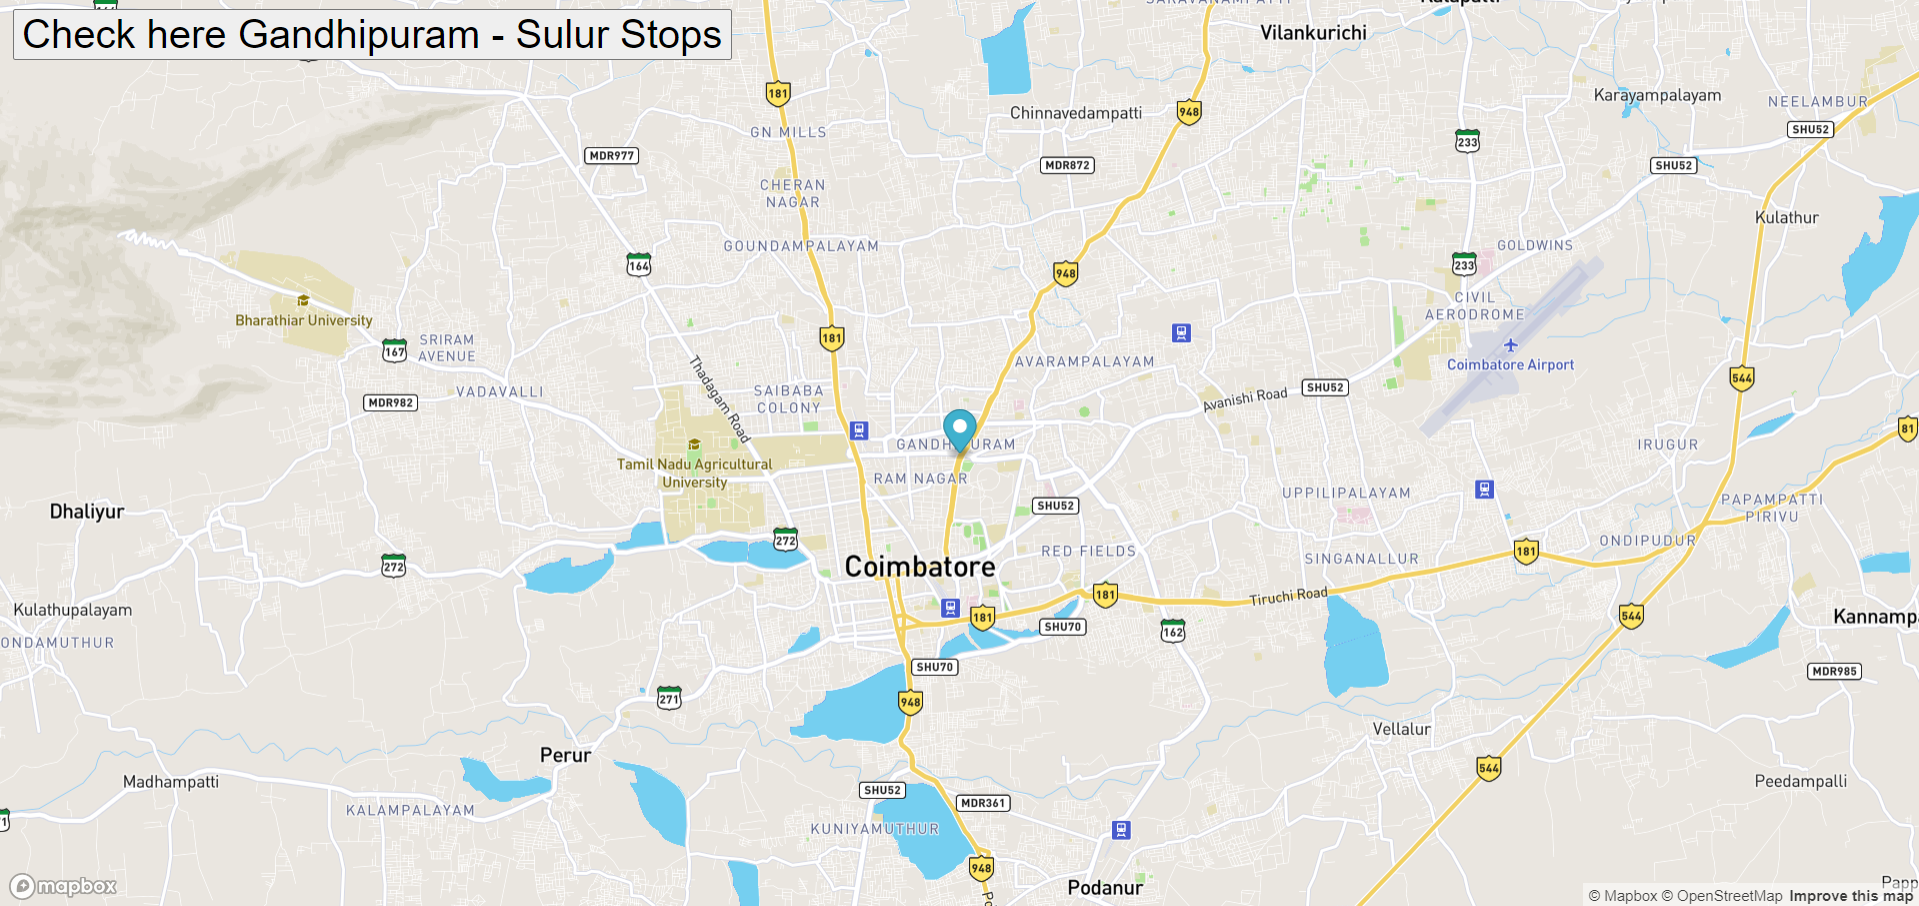 Check here Gandhipuram - Sulur Stops
Vilankurichi
181
948
Chinnavedampatti
Karayampalayam
NEELAMBUR
SHU52
GN MILLS
233
MDR977
MDR872
SHU52
CHERAN
NAGAR
Kulathur
GOUNDAMPALAYAM
GOLDWINS
164
948
233
CIVIL
AERODROME
Bharathiar University
SRIRAM
AVENUE
167
181
AVARAMPALAYAM
Coimbatore Airport
544
Thadagam Road
VADAVALLI
SAIBABA
COLONY
SHU52
Avanishi Road
MDR982
81
GANDHIPURAM
IRUGUR
Tamil Nadu Agricultural
University
RAM NAGAR
UPPILIPALAYAM
PAPAMPATTI
PIRIVU
Dhaliyur
SHU52
272
272
RED FIELDS
SINGANALLUR
181
ONDIPUDUR
Coimbatore
181
Tiruchi Road
Kulathupalayam
181
SHU70
162
544
Kannampa
ONDAMUTHUR
SHU70
MDR985
271
948
Vellalur
Perur
544
Madhampatti
Peedampalli
KALAMPALAYAM
SHU52
MDR361
KUNIYAMUTHUR
948
Podanur
Papp
mapbox
© Mapbox © OpenStreetMap Improve this map